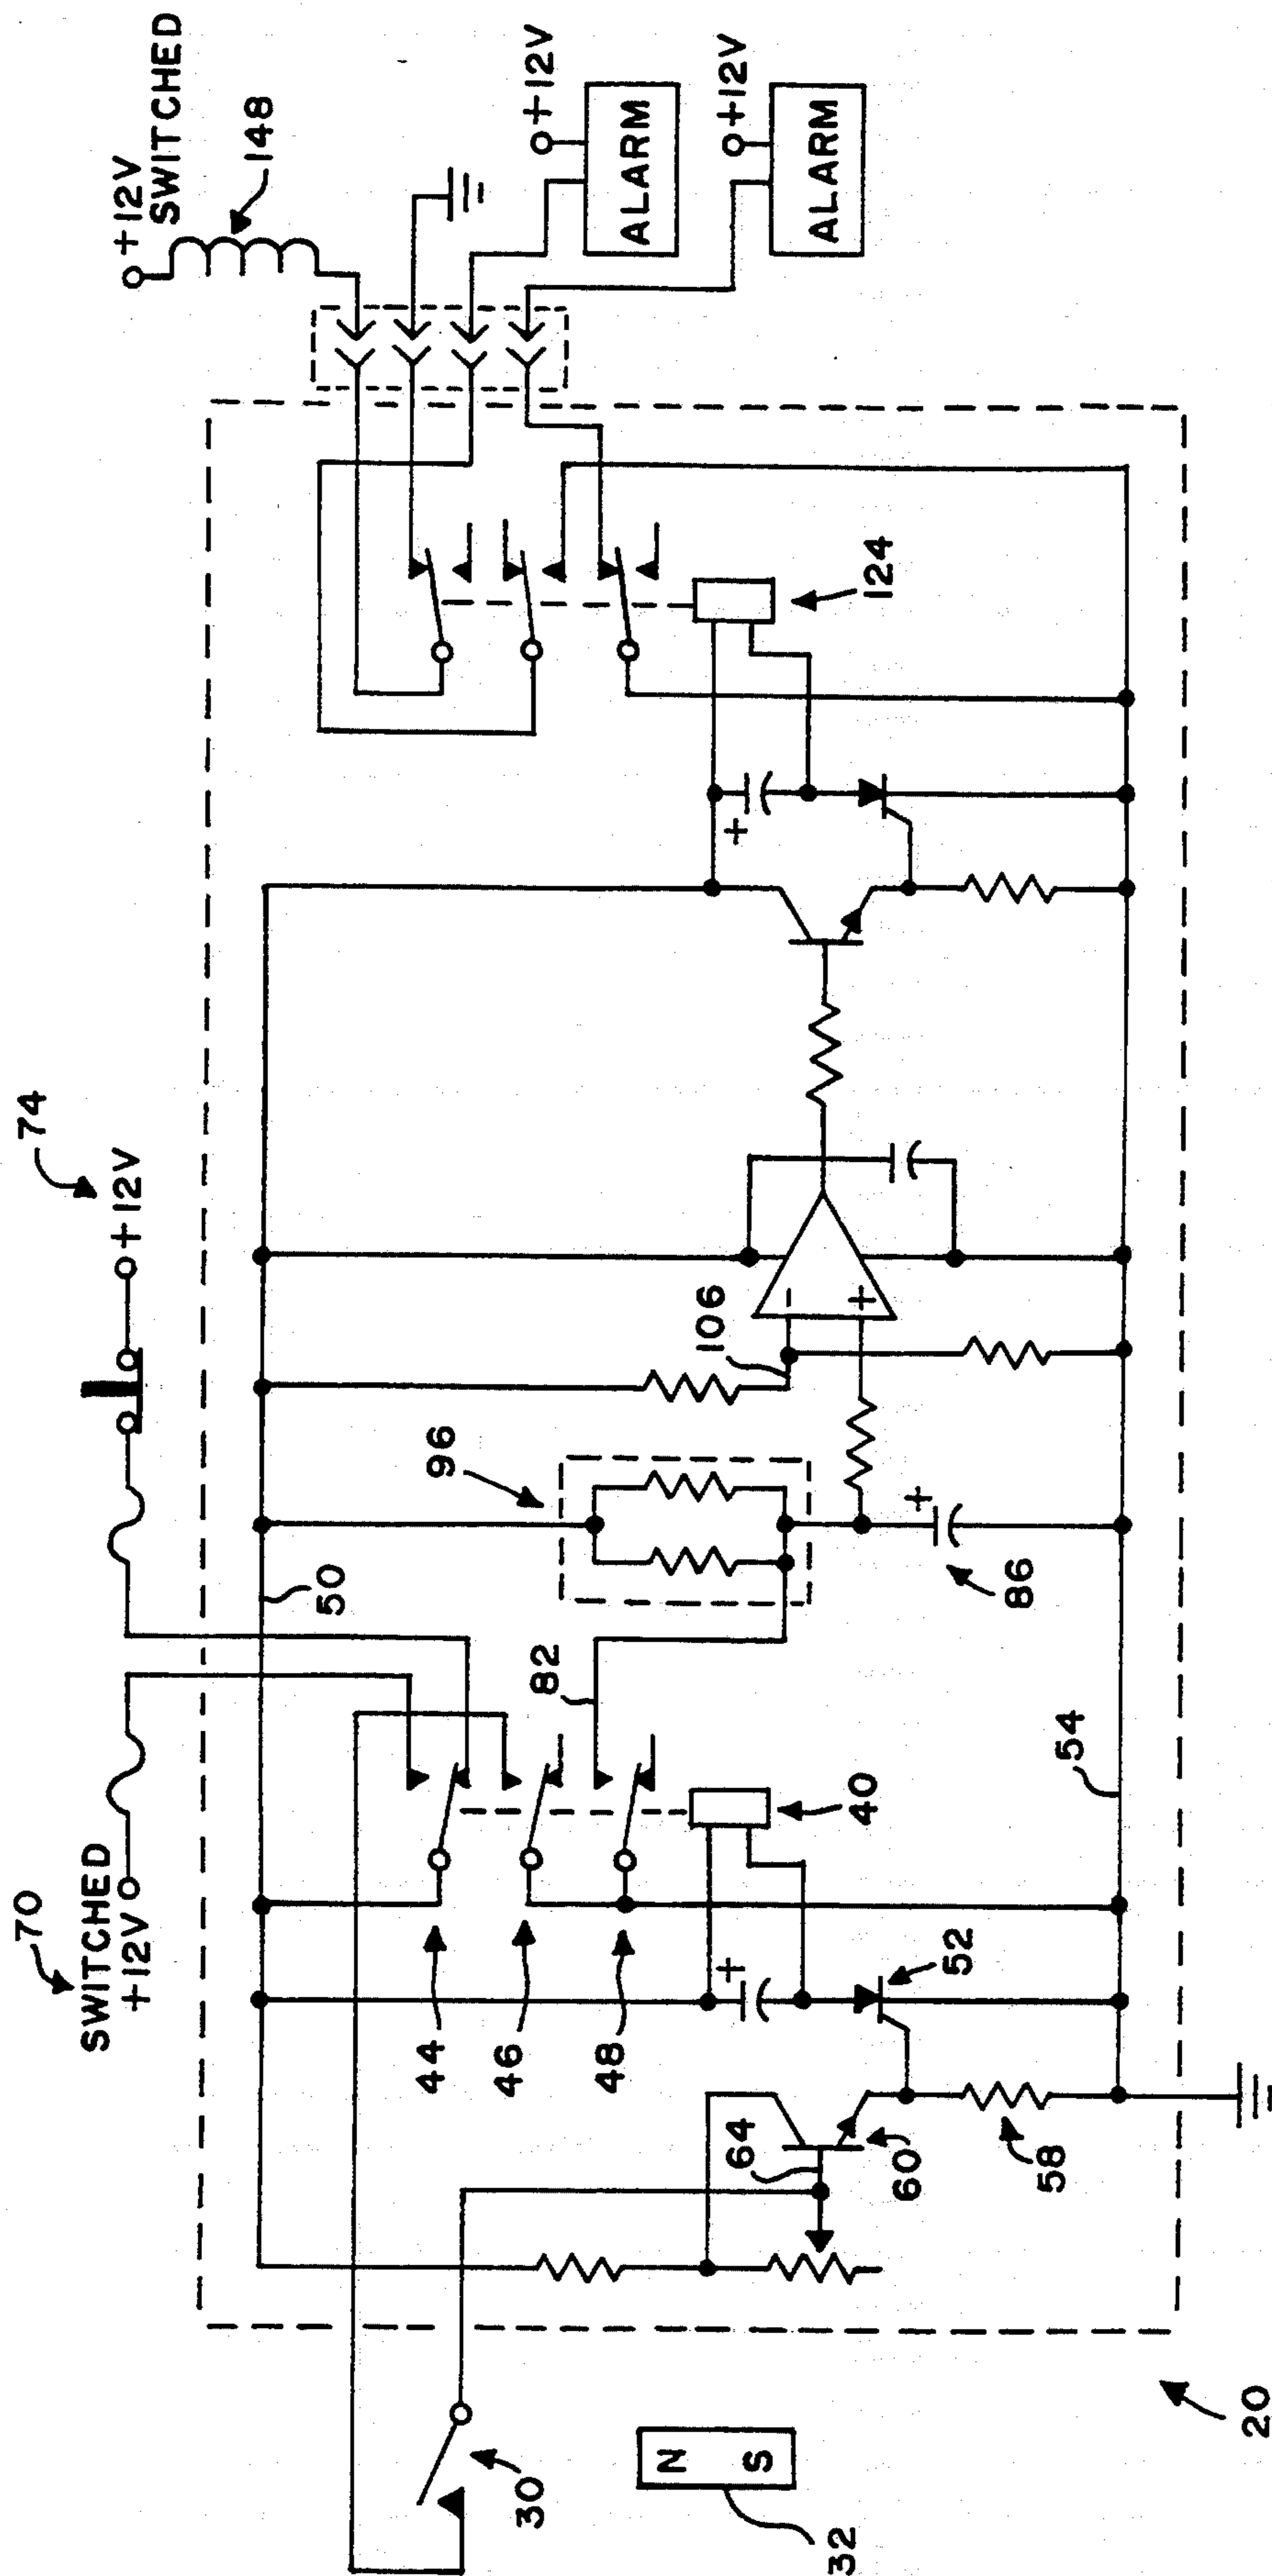 74
70
SWITCHED
+12V
+12V
+12V
SWITCHED
148
+12V
+12V
ALARM
ALARM
50
96
106
82
44
46
48
40
124
+
+
+
−
+
86
54
52
64
60
58
30
N
S
32
20